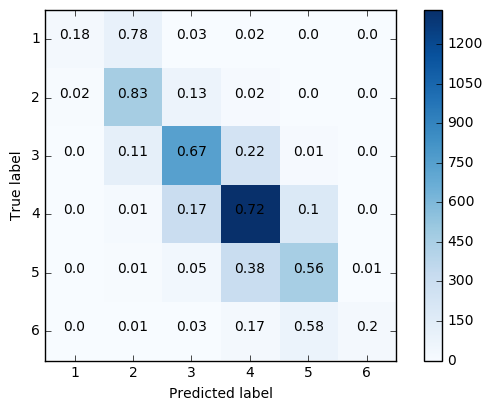 1 0.18 0.78 0.03 0.02 0.0 0.0
2 0.02 0.83 0.13 0.02 0.0 0.0
3 0.0 0.11 0.67 0.22 0.01 0.0
4 0.0 0.01 0.17 0.72 0.1 0.0
5 0.0 0.01 0.05 0.38 0.56 0.01
6 0.0 0.01 0.03 0.17 0.58 0.2
1 2 3 4 5 6
Predicted label
True label
1200
1050
900
750
600
450
300
150
0